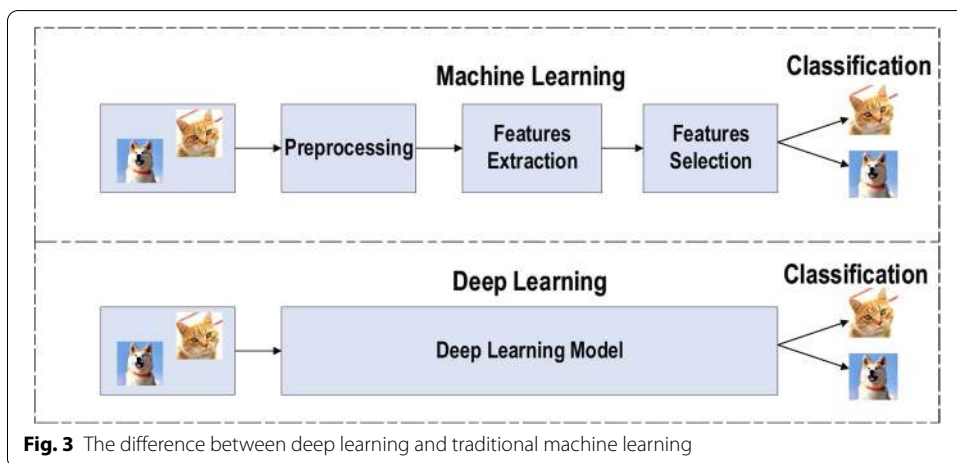 Machine Learning
Classification
Preprocessing
Features
Extraction
Features
Selection
Deep Learning
Classification
Deep Learning Model
Fig. 3 The difference between deep learning and traditional machine learning